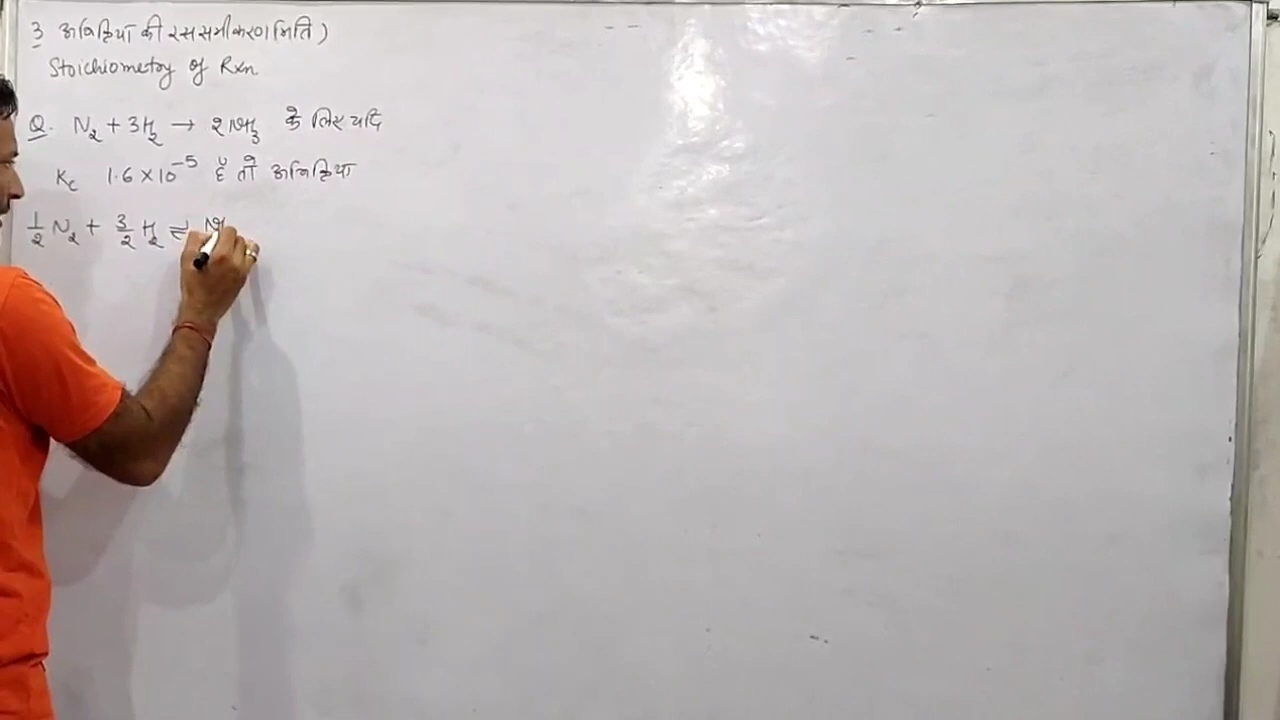 3 अभिक्रिया की रससमीकरणमिति)
Stoichiometry of Rxn
Q. N₂ + 3H₂ → 2NH₃ के लिए यदि
Kc 1.6×10⁻⁵ है तो अभिक्रिया
1/2 N₂ + 3/2 H₂ ⇌ NH